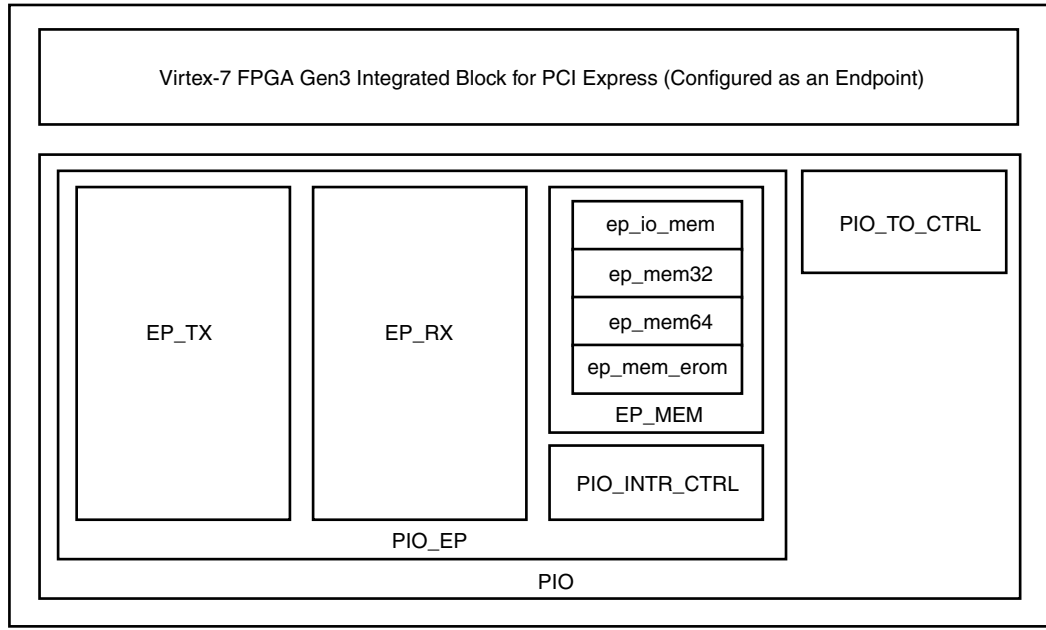 Virtex-7 FPGA Gen3 Integrated Block for PCI Express (Configured as an Endpoint)
EP_TX
EP_RX
ep_io_mem
ep_mem32
ep_mem64
ep_mem_erom
EP_MEM
PIO_INTR_CTRL
PIO_TO_CTRL
PIO_EP
PIO